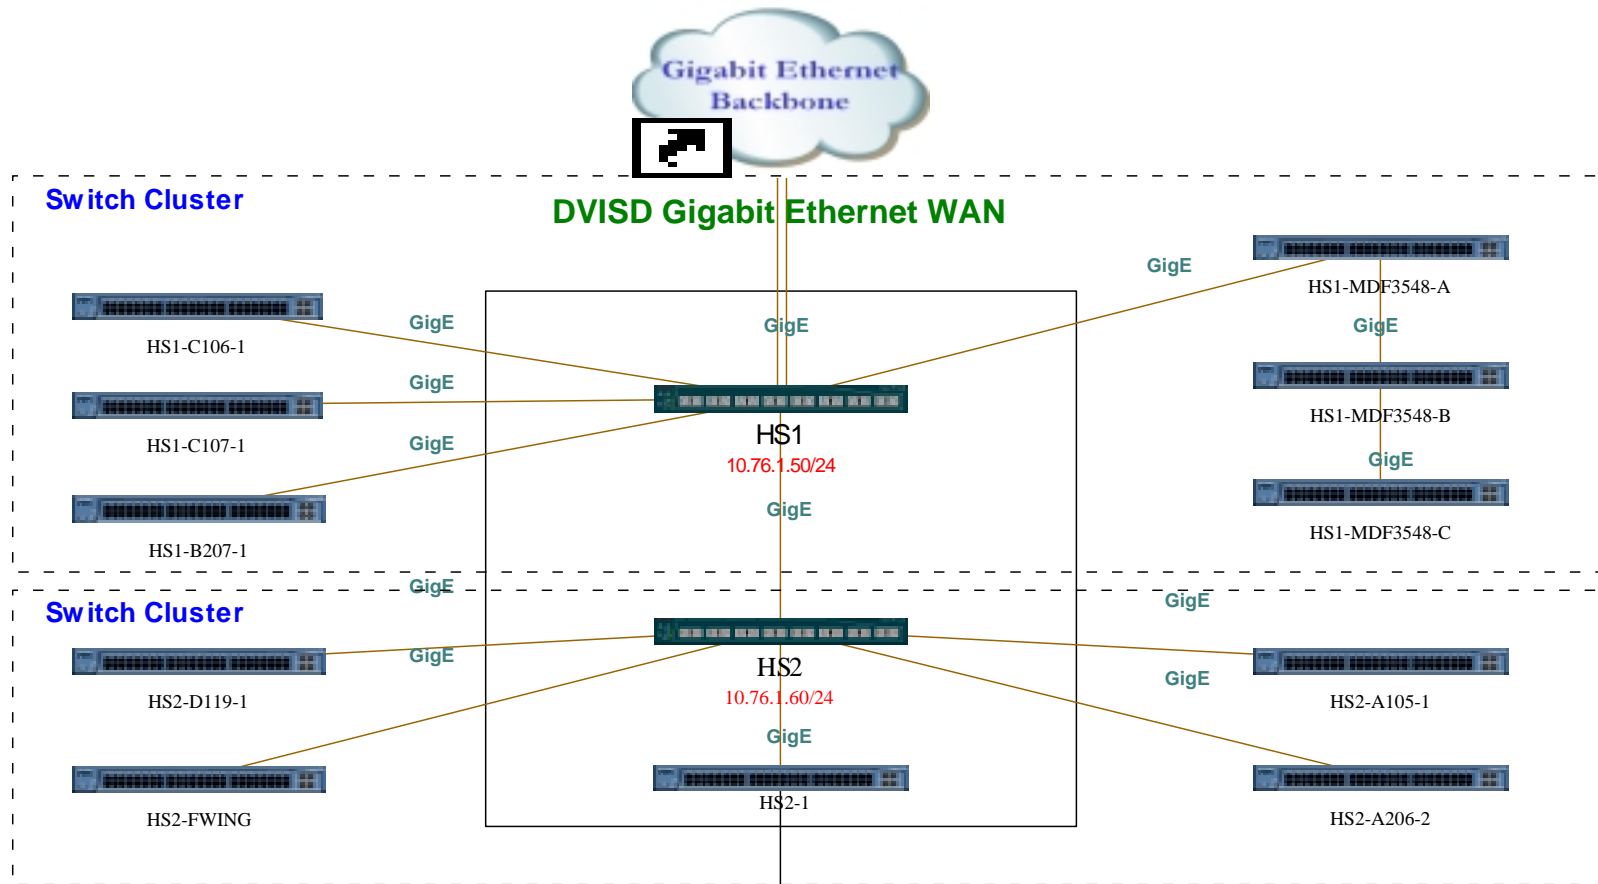 Gigabit Ethernet
Backbone
Switch Cluster
DVISD Gigabit Ethernet WAN
GigE
HS1-MDF3548-A
GigE
GigE
GigE
HS1-C106-1
GigE
HS1-MDF3548-B
HS1-C107-1
GigE
HS1
10.76.1.50/24
GigE
GigE
HS1-MDF3548-C
HS1-B207-1
GigE
Switch Cluster
GigE
GigE
HS2
10.76.1.60/24
GigE
HS2-D119-1
HS2-A105-1
GigE
HS2-1
HS2-FWING
HS2-A206-2